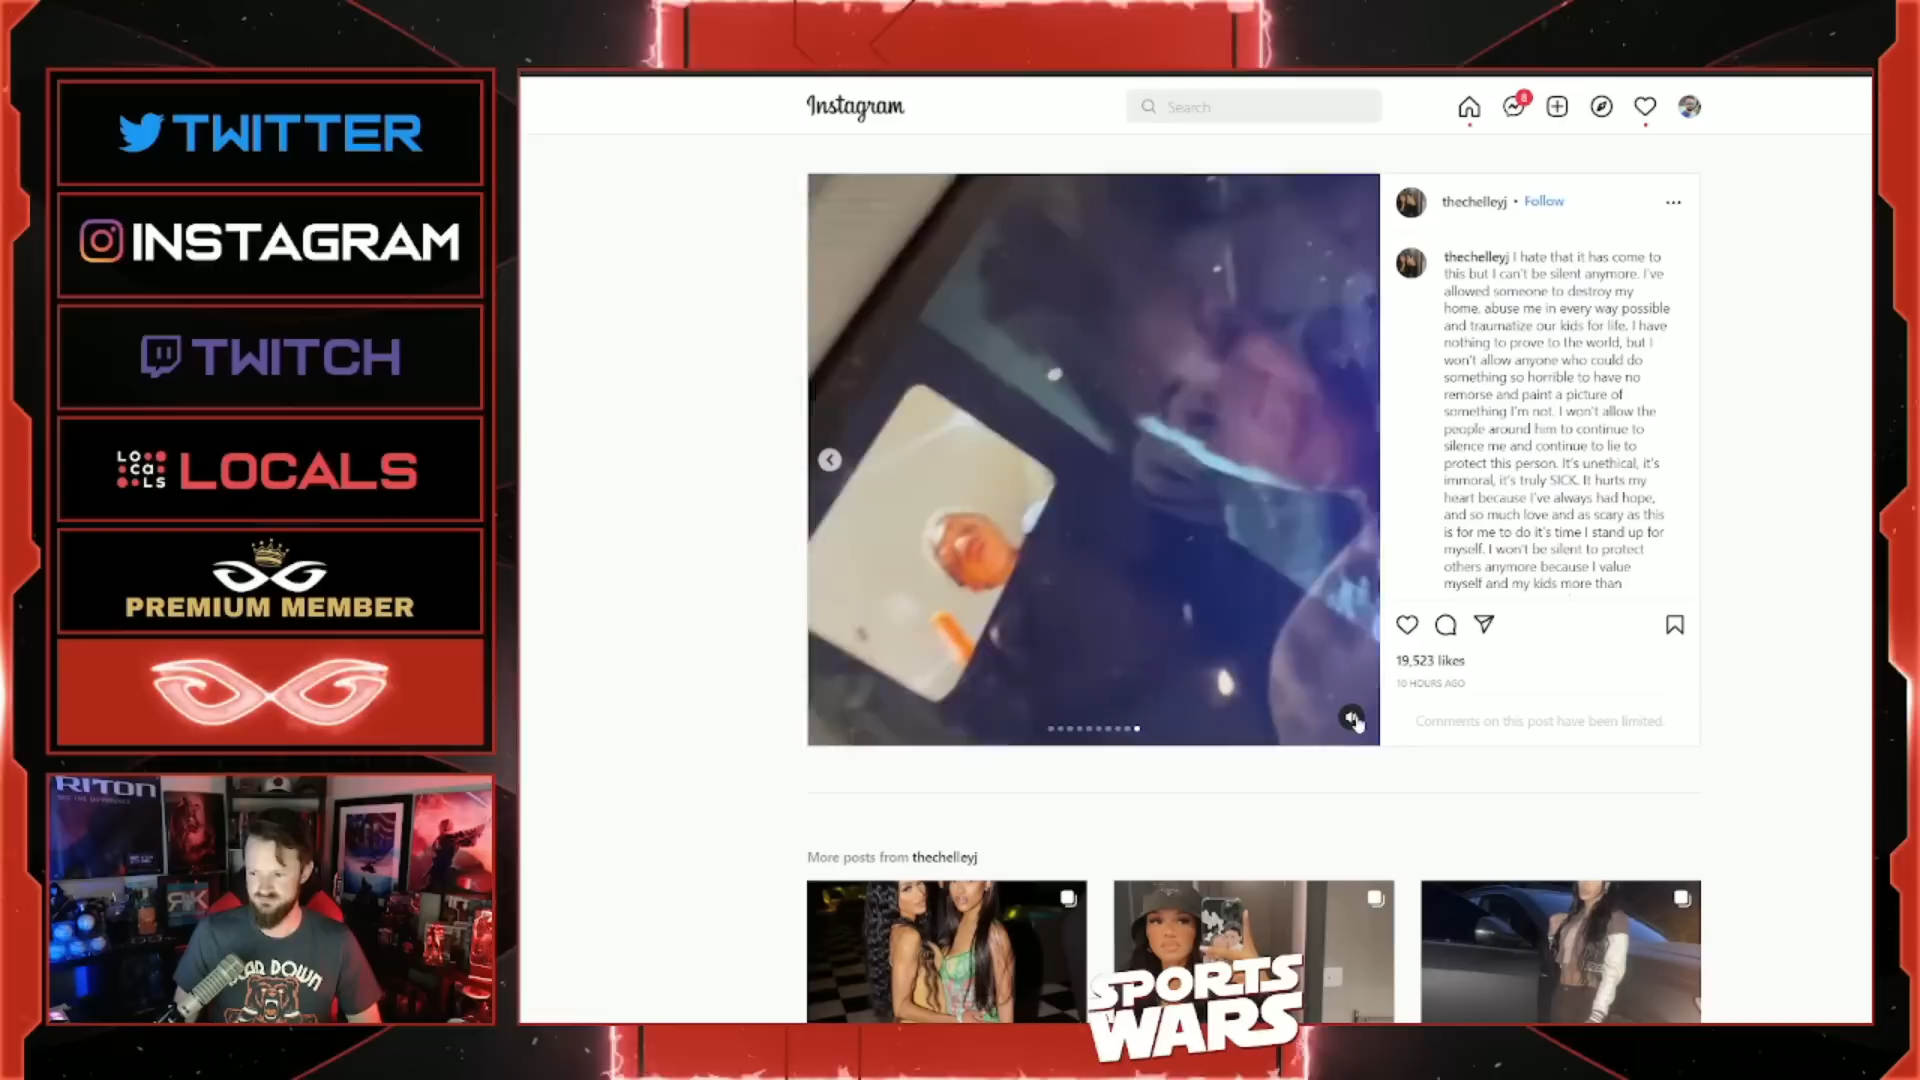 TWITTER
INSTAGRAM
TWITCH
LOCALS
LOCALS
PREMIUM MEMBER
RITON
BEAR DOWN
Instagram
Search
8
thechelleyj • Follow
thechelleyj I hate that it has come to
this but I can't be silent anymore. I've
allowed someone to destroy my
home, abuse me in every way possible
and traumatize our kids for life. I have
nothing to prove to the world, but I
won't allow anyone who could do
something so horrible to have no
remorse and paint a picture of
something I'm not. I won't allow the
people around him to continue to
silence me and continue to lie to
protect this person. It's unethical, it's
immoral, it's truly SICK. It hurts my
heart because I've always had hope,
and so much love and as scary as this
is for me to do it's time I stand up for
myself. I won't be silent to protect
others anymore because I value
myself and my kids more than
19,523 likes
10 HOURS AGO
Comments on this post have been limited.
More posts from thechelleyj
SPORTS
WARS